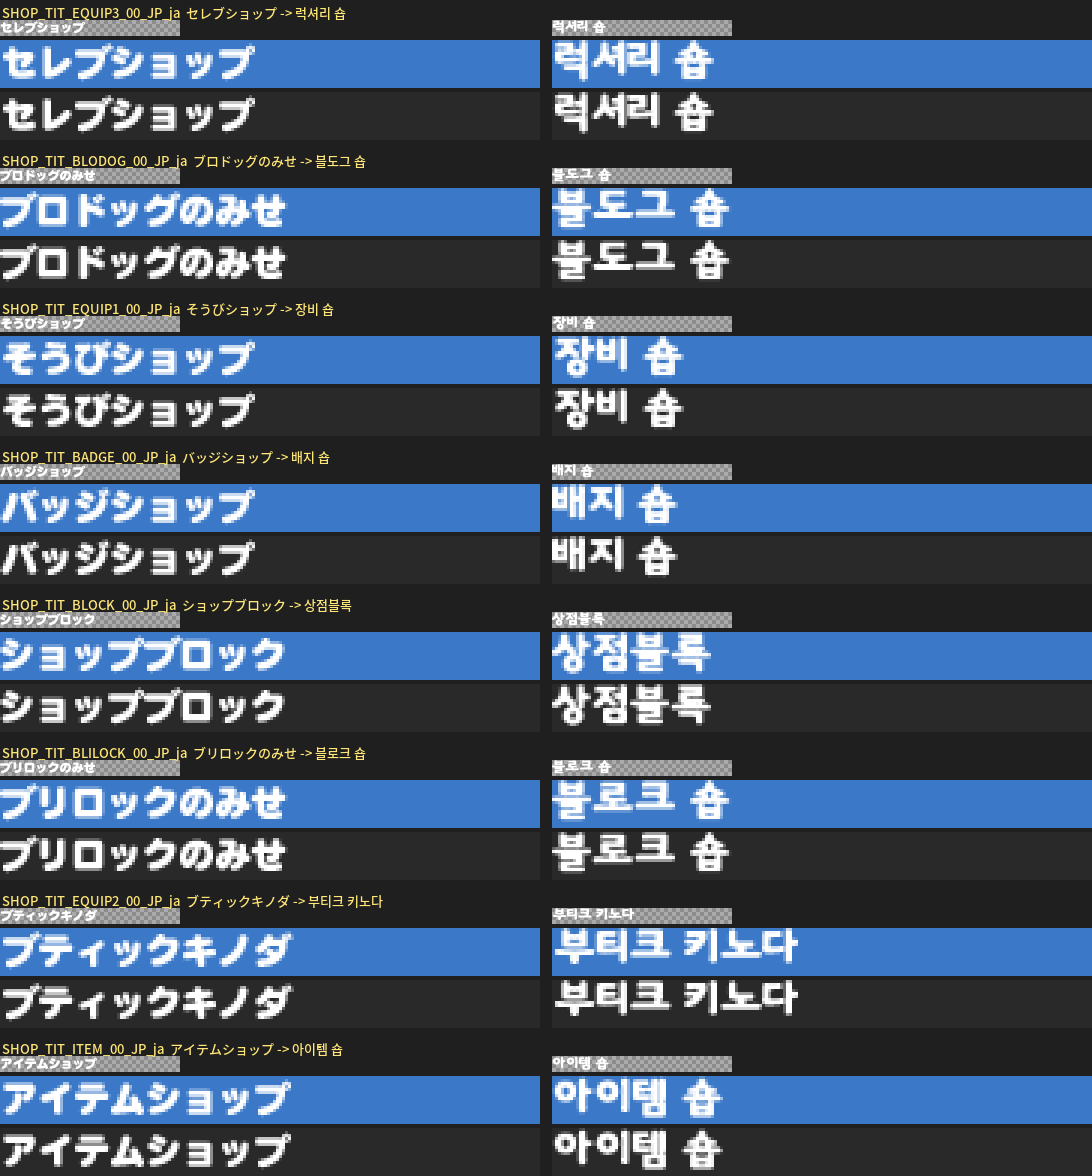 SHOP_TIT_EQUIP3_00_JP_ja セレブショップ -> 럭셔리 숍
セレブショップ 럭셔리 숍
セレブショップ 럭셔리 숍
セレブショップ 럭셔리 숍
SHOP_TIT_BLODOG_00_JP_ja ブロドッグのみせ -> 불도그 숍
ブロドッグのみせ 불도그 숍
ブロドッグのみせ 불도그 숍
ブロドッグのみせ 불도그 숍
SHOP_TIT_EQUIP1_00_JP_ja そうびショップ -> 장비 숍
そうびショップ 장비 숍
そうびショップ 장비 숍
そうびショップ 장비 숍
SHOP_TIT_BADGE_00_JP_ja バッジショップ -> 배지 숍
バッジショップ 배지 숍
バッジショップ 배지 숍
バッジショップ 배지 숍
SHOP_TIT_BLOCK_00_JP_ja ショップブロック -> 상점블록
ショップブロック 상점블록
ショップブロック 상점블록
ショップブロック 상점블록
SHOP_TIT_BLILOCK_00_JP_ja ブリロックのみせ -> 블로크 숍
ブリロックのみせ 블로크 숍
ブリロックのみせ 블로크 숍
ブリロックのみせ 블로크 숍
SHOP_TIT_EQUIP2_00_JP_ja ブティックキノダ -> 부티크 키노다
ブティックキノダ 부티크 키노다
ブティックキノダ 부티크 키노다
ブティックキノダ 부티크 키노다
SHOP_TIT_ITEM_00_JP_ja アイテムショップ -> 아이템 숍
アイテムショップ 아이템 숍
アイテムショップ 아이템 숍
アイテムショップ 아이템 숍